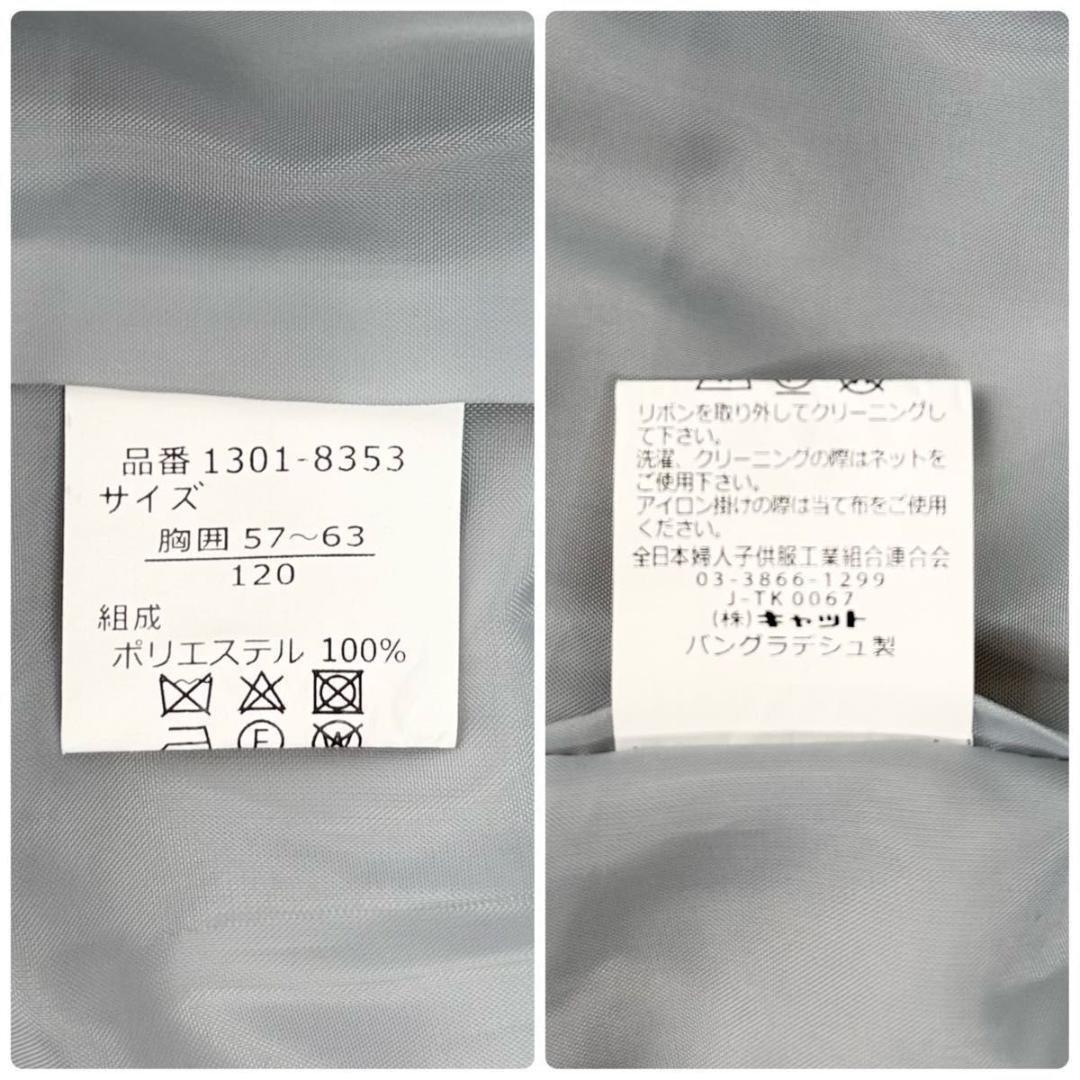 品番 1301-8353
サイズ
胸囲 57～63
120
組成
ポリエステル 100%
リボンを取り外してクリーニングし
て下さい。
洗濯、クリーニングの際はネットを
ご使用下さい。
アイロン掛けの際は当て布をご使用
ください。
全日本婦人子供服工業組合連合会
03-3866-1299
J-TK0067
(株)キャット
バングラデシュ製